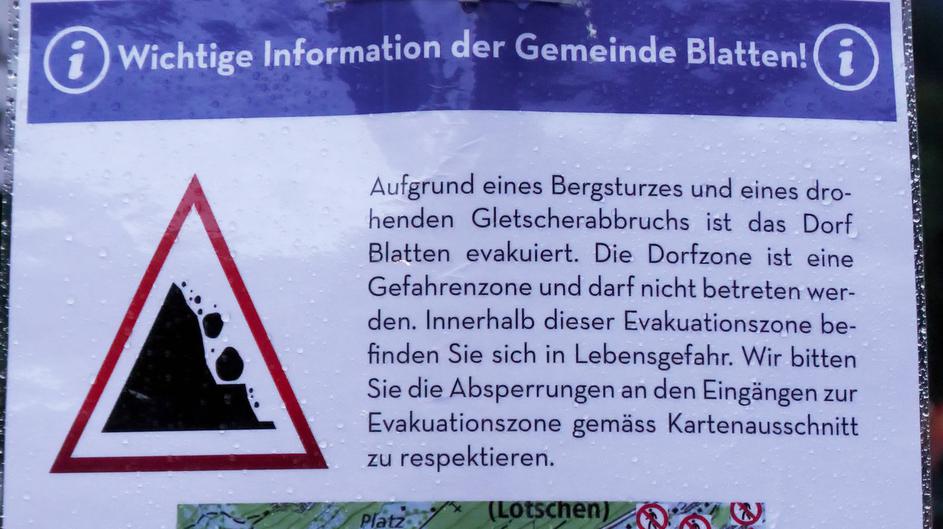 Wichtige Information der Gemeinde Blatten!
Aufgrund eines Bergsturzes und eines dro-
henden Gletscherabbruchs ist das Dorf
Blatten evakuiert. Die Dorfzone ist eine
Gefahrenzone und darf nicht betreten wer-
den. Innerhalb dieser Evakuationszone be-
finden Sie sich in Lebensgefahr. Wir bitten
Sie die Absperrungen an den Eingängen zur
Evakuationszone gemäss Kartenausschnitt
zu respektieren.
(Lötschen)
Platz